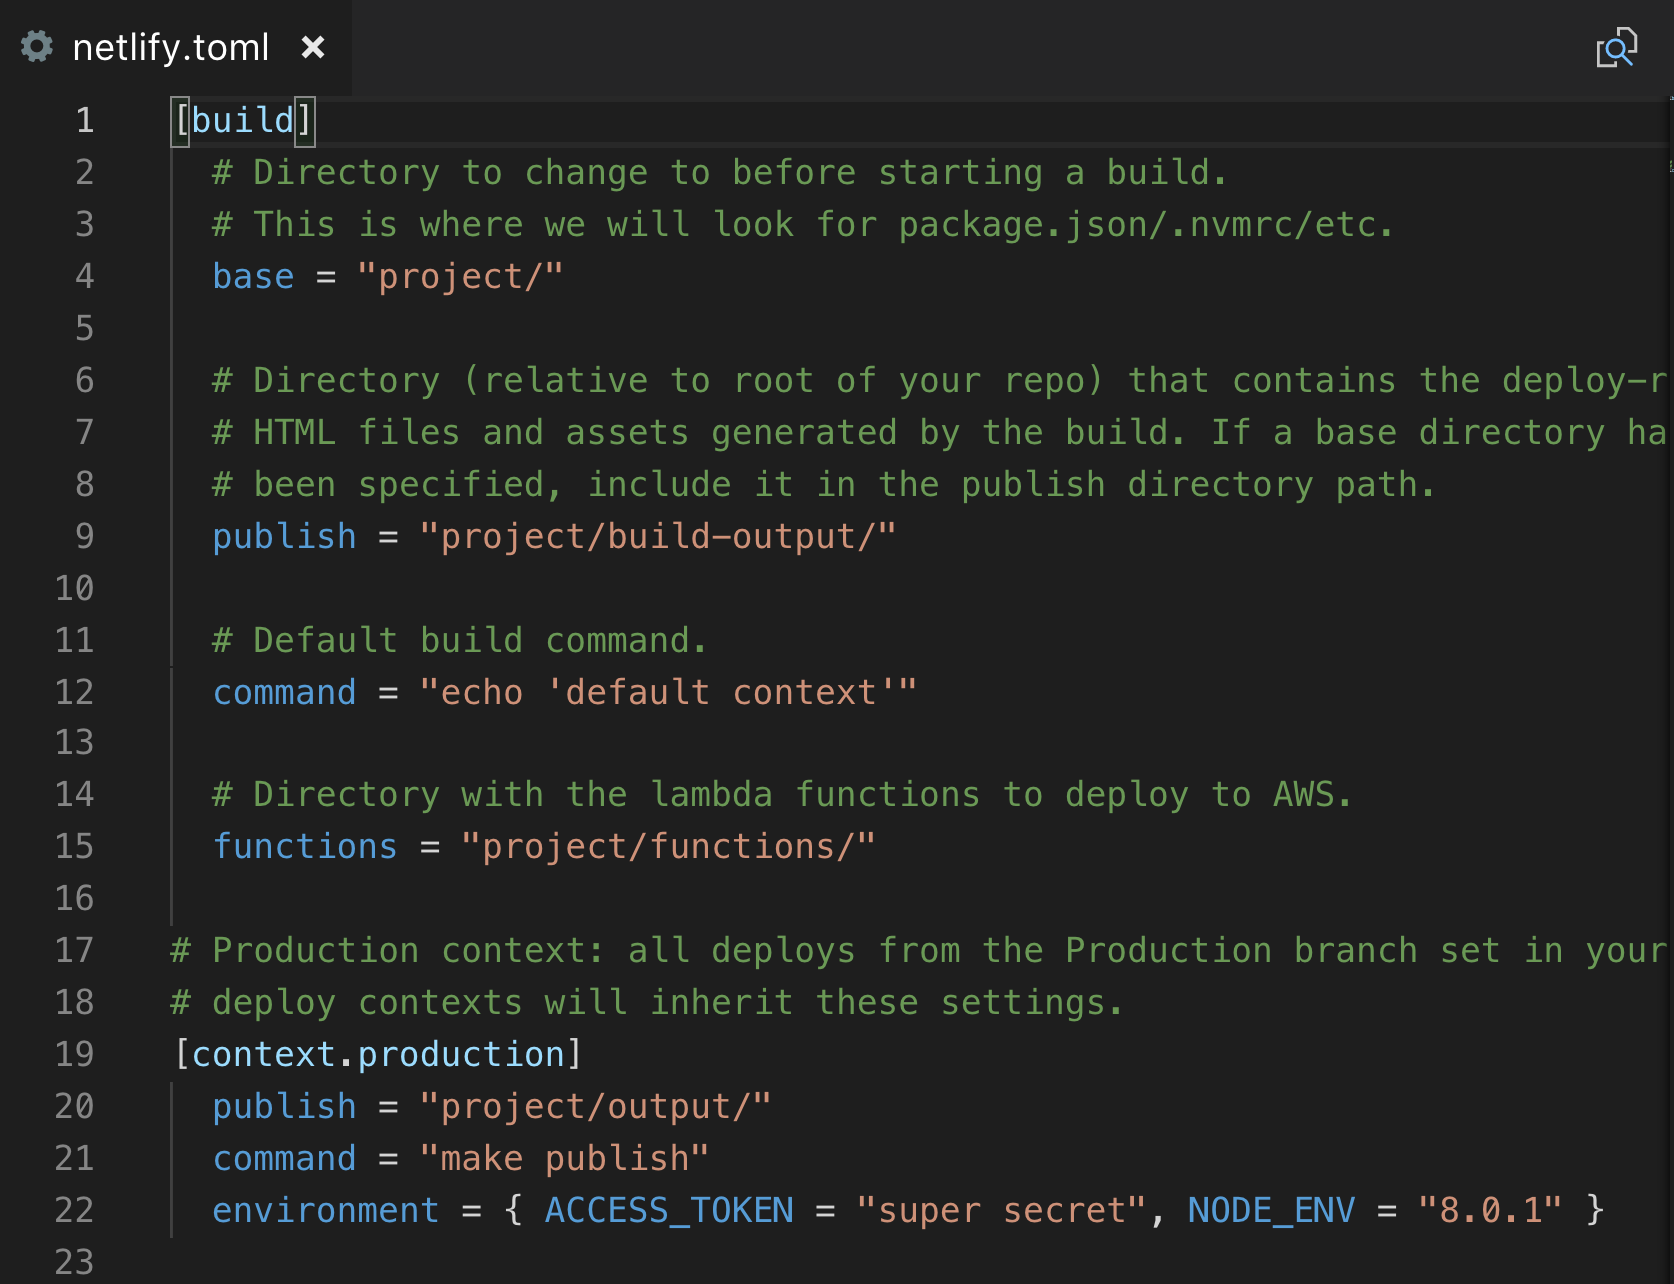 netlify.toml
1 [build]
2 # Directory to change to before starting a build.
3 # This is where we will look for package.json/.nvmrc/etc.
4 base = "project/"
5
6 # Directory (relative to root of your repo) that contains the deploy-r
7 # HTML files and assets generated by the build. If a base directory ha
8 # been specified, include it in the publish directory path.
9 publish = "project/build-output/"
10
11 # Default build command.
12 command = "echo 'default context'"
13
14 # Directory with the lambda functions to deploy to AWS.
15 functions = "project/functions/"
16
17 # Production context: all deploys from the Production branch set in your
18 # deploy contexts will inherit these settings.
19 [context.production]
20 publish = "project/output/"
21 command = "make publish"
22 environment = { ACCESS_TOKEN = "super secret", NODE_ENV = "8.0.1" }
23